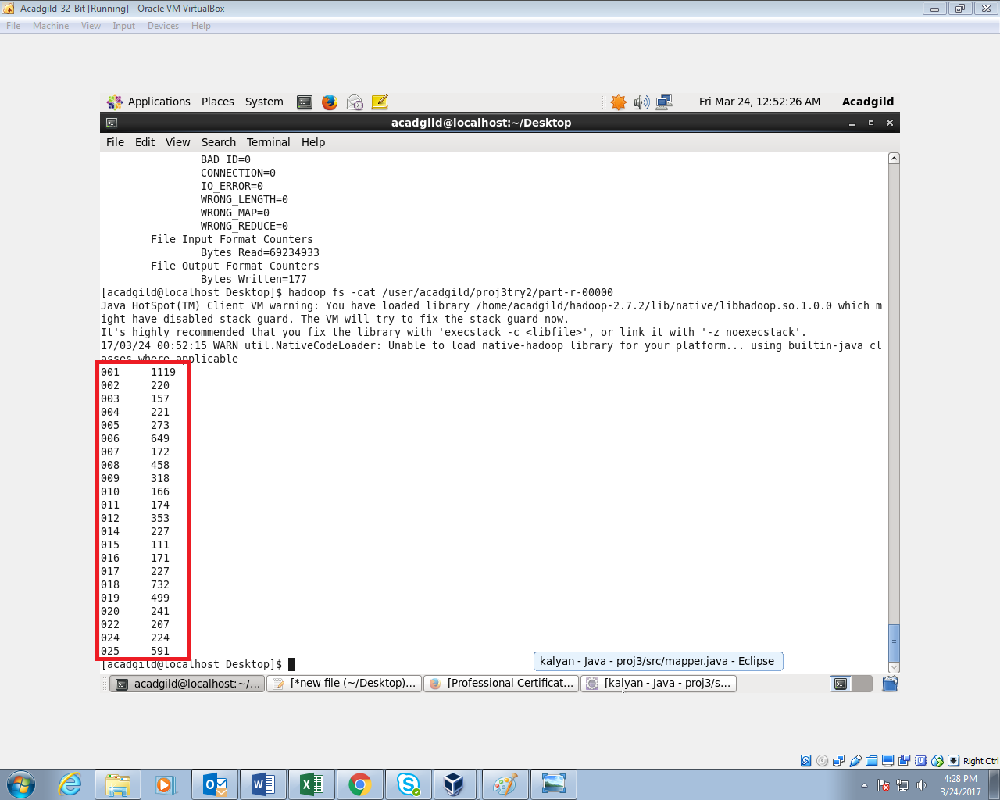 Acadgild_32_Bit [Running] - Oracle VM VirtualBox
File Machine View Input Devices Help
Applications Places System Fri Mar 24, 12:52:26 AM Acadgild
acadgild@localhost:~/Desktop
File Edit View Search Terminal Help
BAD_ID=0
CONNECTION=0
IO_ERROR=0
WRONG_LENGTH=0
WRONG_MAP=0
WRONG_REDUCE=0
File Input Format Counters
Bytes Read=69234933
File Output Format Counters
Bytes Written=177
[acadgild@localhost Desktop]$ hadoop fs -cat /user/acadgild/proj3try2/part-r-00000
Java HotSpot(TM) Client VM warning: You have loaded library /home/acadgild/hadoop-2.7.2/lib/native/libhadoop.so.1.0.0 which m
ight have disabled stack guard. The VM will try to fix the stack guard now.
It's highly recommended that you fix the library with 'execstack -c <libfile>', or link it with '-z noexecstack'.
17/03/24 00:52:15 WARN util.NativeCodeLoader: Unable to load native-hadoop library for your platform... using builtin-java cl
asses where applicable
001 1119
002 220
003 157
004 221
005 273
006 649
007 172
008 458
009 318
010 166
011 174
012 353
014 227
015 111
016 171
017 227
018 732
019 499
020 241
022 207
024 224
025 591
[acadgild@localhost Desktop]$
kalyan - Java - proj3/src/mapper.java - Eclipse
acadgild@localhost:~/... [*new file (~/Desktop)... [Professional Certificat... [kalyan - Java - proj3/s...
Right Ctrl
4:28 PM
3/24/2017